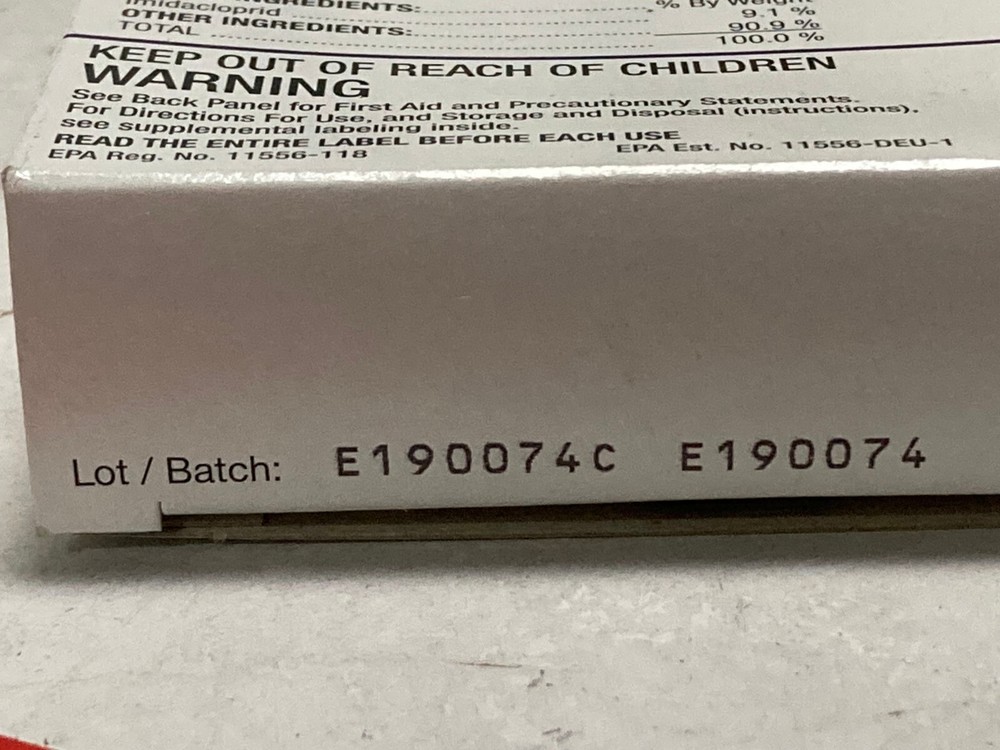 INGREDIENTS: % By Weight
Imidacloprid 9.1 %
OTHER INGREDIENTS: 90.9 %
TOTAL 100.0 %
KEEP OUT OF REACH OF CHILDREN
WARNING
See Back Panel for First Aid and Precautionary Statements.
For Directions For Use, and Storage and Disposal (instructions),
see supplemental labeling inside.
READ THE ENTIRE LABEL BEFORE EACH USE
EPA Reg. No. 11556-118 EPA Est. No. 11556-DEU-1
Lot / Batch: E190074C E190074